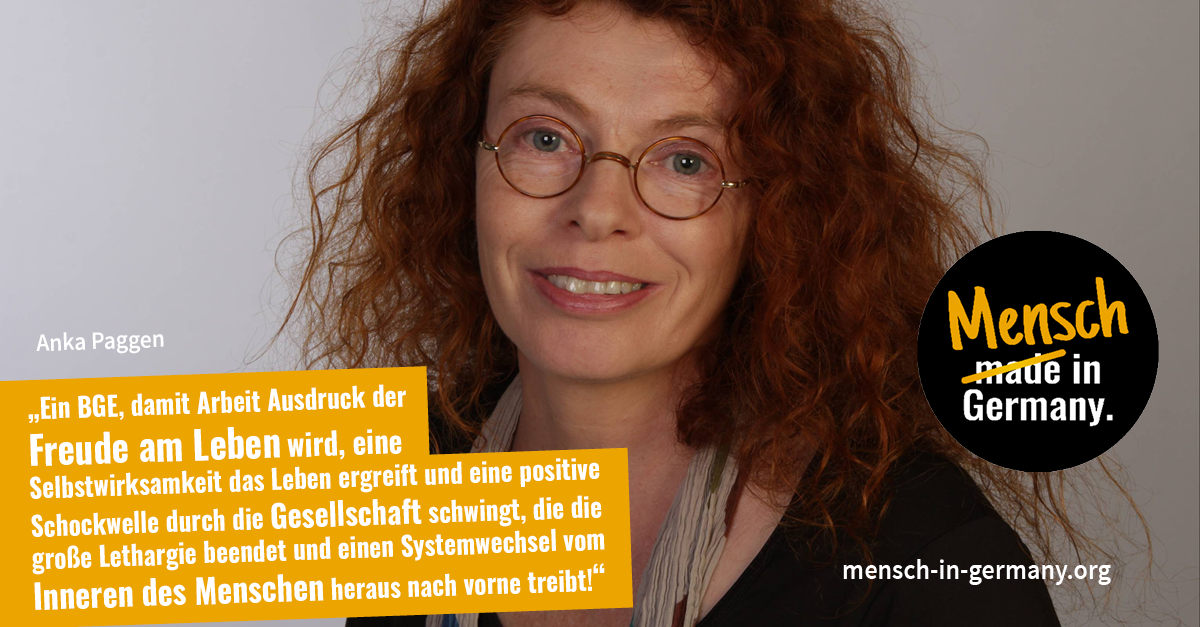 Anka Paggen
„Ein BGE, damit Arbeit Ausdruck der
Freude am Leben wird, eine
Selbstwirksamkeit das Leben ergreift und eine positive
Schockwelle durch die Gesellschaft schwingt, die die
große Lethargie beendet und einen Systemwechsel vom
Inneren des Menschen heraus nach vorne treibt!“
Mensch
made in
Germany.
mensch-in-germany.org